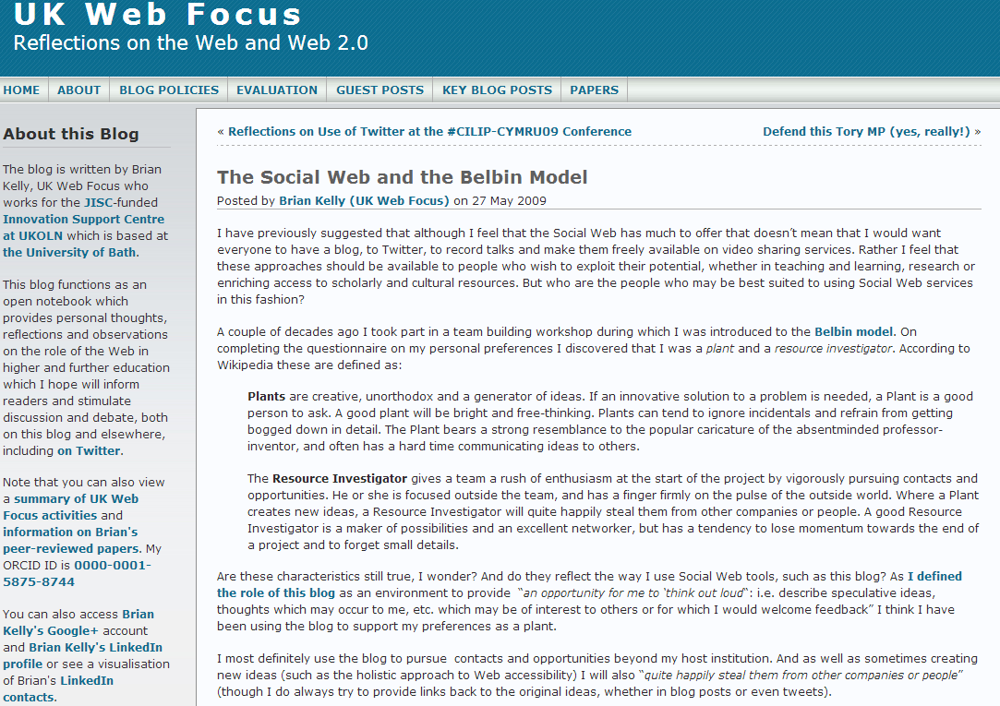 UK Web Focus
Reflections on the Web and Web 2.0
HOME ABOUT BLOG POLICIES EVALUATION GUEST POSTS KEY BLOG POSTS PAPERS
About this Blog
The blog is written by Brian
Kelly, UK Web Focus who
works for the JISC-funded
Innovation Support Centre
at UKOLN which is based at
the University of Bath.
This blog functions as an
open notebook which
provides personal thoughts,
reflections and observations
on the role of the Web in
higher and further education
which I hope will inform
readers and stimulate
discussion and debate, both
on this blog and elsewhere,
including on Twitter.
Note that you can also view
a summary of UK Web
Focus activities and
information on Brian's
peer-reviewed papers. My
ORCID ID is 0000-0001-
5875-8744
You can also access Brian
Kelly's Google+ account
and Brian Kelly's LinkedIn
profile or see a visualisation
of Brian's LinkedIn
contacts.
« Reflections on Use of Twitter at the #CILIP-CYMRU09 Conference
Defend this Tory MP (yes, really!) »
The Social Web and the Belbin Model
Posted by Brian Kelly (UK Web Focus) on 27 May 2009
I have previously suggested that although I feel that the Social Web has much to offer that doesn’t mean that I would want
everyone to have a blog, to Twitter, to record talks and make them freely available on video sharing services. Rather I feel that
these approaches should be available to people who wish to exploit their potential, whether in teaching and learning, research or
enriching access to scholarly and cultural resources. But who are the people who may be best suited to using Social Web services
in this fashion?
A couple of decades ago I took part in a team building workshop during which I was introduced to the Belbin model. On
completing the questionnaire on my personal preferences I discovered that I was a plant and a resource investigator. According to
Wikipedia these are defined as:
Plants are creative, unorthodox and a generator of ideas. If an innovative solution to a problem is needed, a Plant is a good
person to ask. A good plant will be bright and free-thinking. Plants can tend to ignore incidentals and refrain from getting
bogged down in detail. The Plant bears a strong resemblance to the popular caricature of the absentminded professor-
inventor, and often has a hard time communicating ideas to others.
The Resource Investigator gives a team a rush of enthusiasm at the start of the project by vigorously pursuing contacts and
opportunities. He or she is focused outside the team, and has a finger firmly on the pulse of the outside world. Where a Plant
creates new ideas, a Resource Investigator will quite happily steal them from other companies or people. A good Resource
Investigator is a maker of possibilities and an excellent networker, but has a tendency to lose momentum towards the end of
a project and to forget small details.
Are these characteristics still true, I wonder? And do they reflect the way I use Social Web tools, such as this blog? As I defined
the role of this blog as an environment to provide “an opportunity for me to ‘think out loud“: i.e. describe speculative ideas,
thoughts which may occur to me, etc. which may be of interest to others or for which I would welcome feedback” I think I have
been using the blog to support my preferences as a plant.
I most definitely use the blog to pursue contacts and opportunities beyond my host institution. And as well as sometimes creating
new ideas (such as the holistic approach to Web accessibility) I will also “quite happily steal them from other companies or people”
(though I do always try to provide links back to the original ideas, whether in blog posts or even tweets).